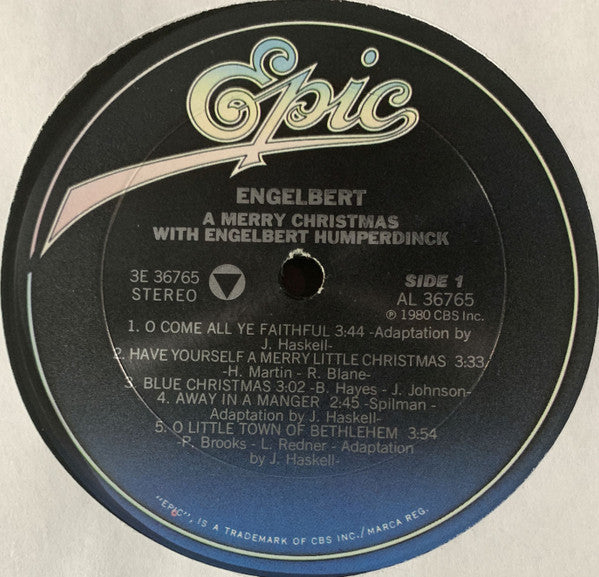 Epic
ENGELBERT
A MERRY CHRISTMAS
WITH ENGELBERT HUMPERDINCK
3E 36765
STEREO
SIDE 1
AL 36765
℗ 1980 CBS Inc.
1. O COME ALL YE FAITHFUL 3:44 -Adaptation by
J. Haskell-
2. HAVE YOURSELF A MERRY LITTLE CHRISTMAS 3:33
-H. Martin - R. Blane-
3. BLUE CHRISTMAS 3:02 -B. Hayes - J. Johnson-
4. AWAY IN A MANGER 2:45 -Spilman -
Adaptation by J. Haskell-
5. O LITTLE TOWN OF BETHLEHEM 3:54
-P. Brooks - L. Redner - Adaptation
by J. Haskell-
"EPIC", IS A TRADEMARK OF CBS INC./MARCA REG.